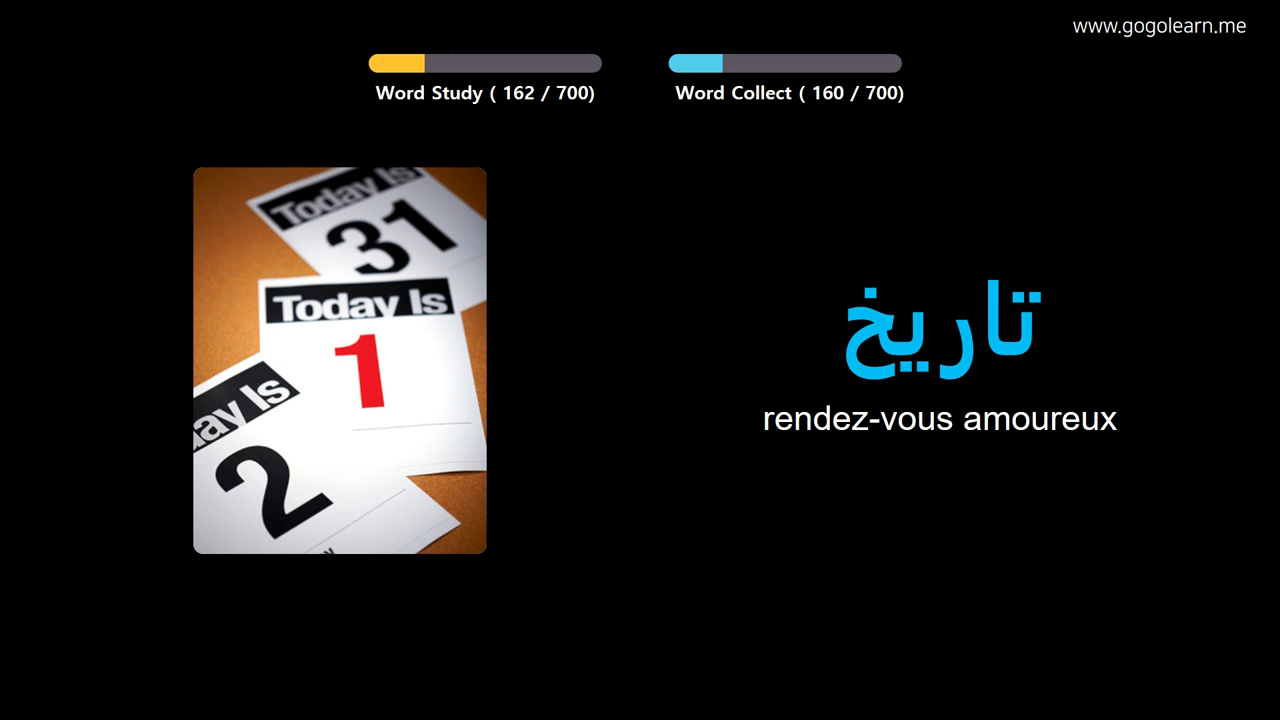 www.gogolearn.me
Word Study ( 162 / 700)
Word Collect ( 160 / 700)
Today Is
31
Today Is
1
ay Is
2
تاريخ
rendez-vous amoureux